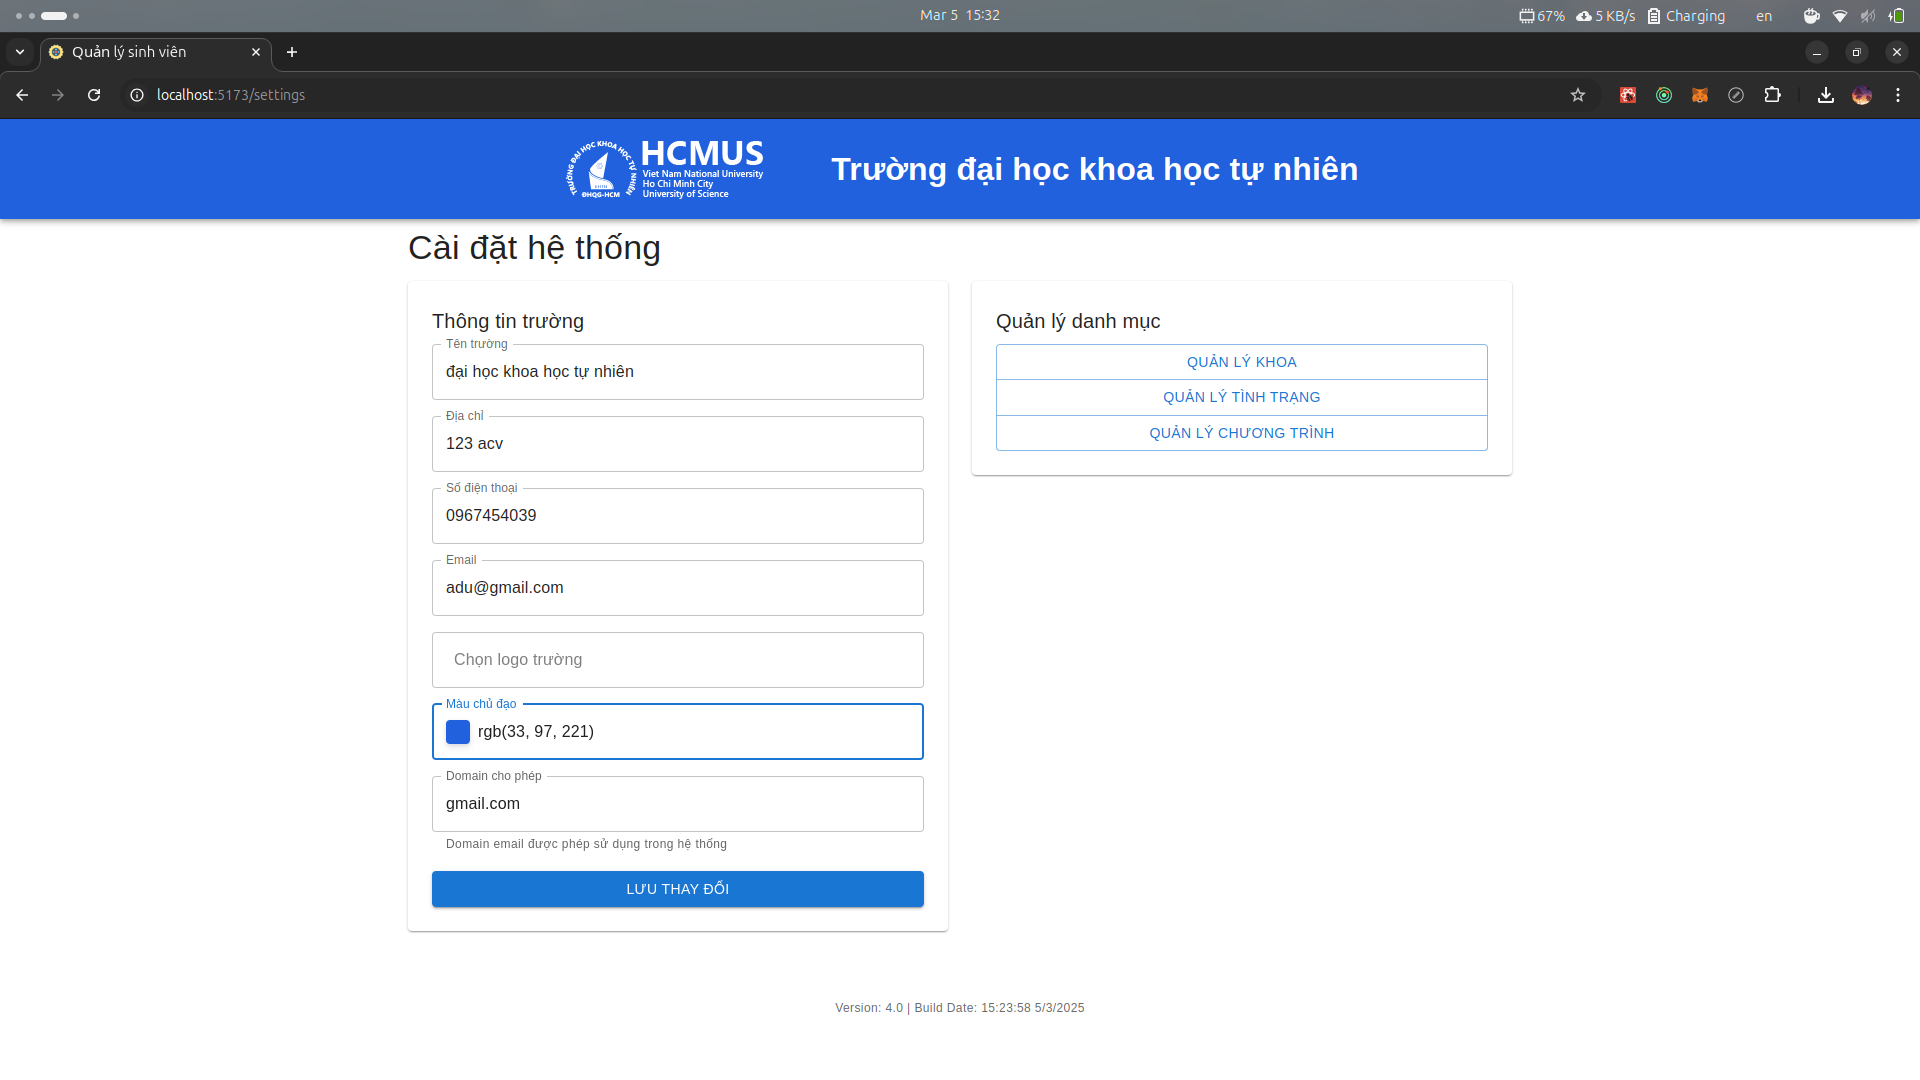 Mar 5 15:32
67%
5 KB/s
Charging
en
Quản lý sinh viên
localhost:5173/settings
TRƯỜNG ĐẠI HỌC KHOA HỌC TỰ NHIÊN
ĐHQG-HCM
HCMUS
Viet Nam National University
Ho Chi Minh City
University of Science
Trường đại học khoa học tự nhiên
Cài đặt hệ thống
Thông tin trường
Tên trường
đại học khoa học tự nhiên
Địa chỉ
123 acv
Số điện thoại
0967454039
Email
adu@gmail.com
Chọn logo trường
Màu chủ đạo
rgb(33, 97, 221)
Domain cho phép
gmail.com
Domain email được phép sử dụng trong hệ thống
LƯU THAY ĐỔI
Quản lý danh mục
QUẢN LÝ KHOA
QUẢN LÝ TÌNH TRẠNG
QUẢN LÝ CHƯƠNG TRÌNH
Version: 4.0 | Build Date: 15:23:58 5/3/2025